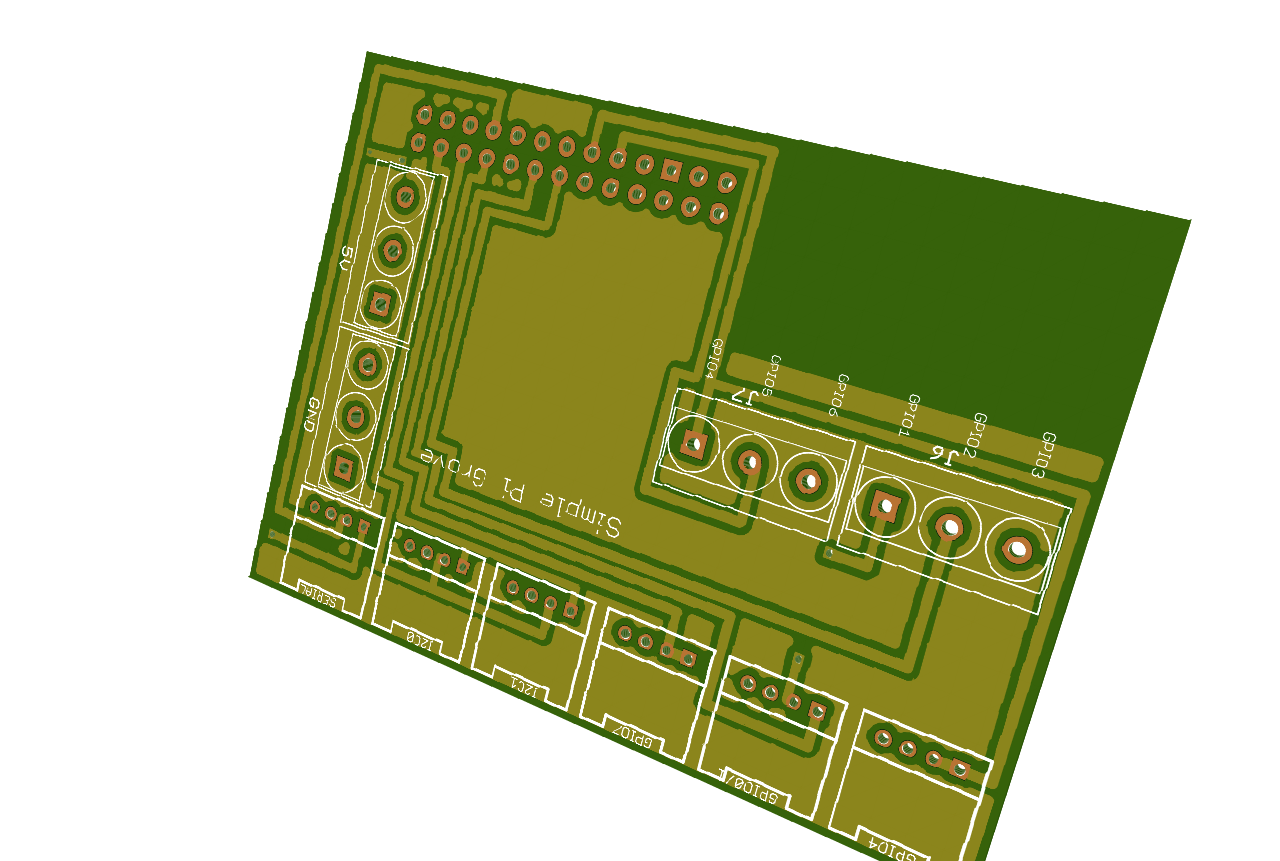 5V
GND
GPIO4
GPIO5
GPIO6
GPIO1
GPIO2
GPIO3
J7
J6
Simple Pi Grove
SERIAL
I2C0
I2C1
GPIO7
GPIO0/1
GPIO4